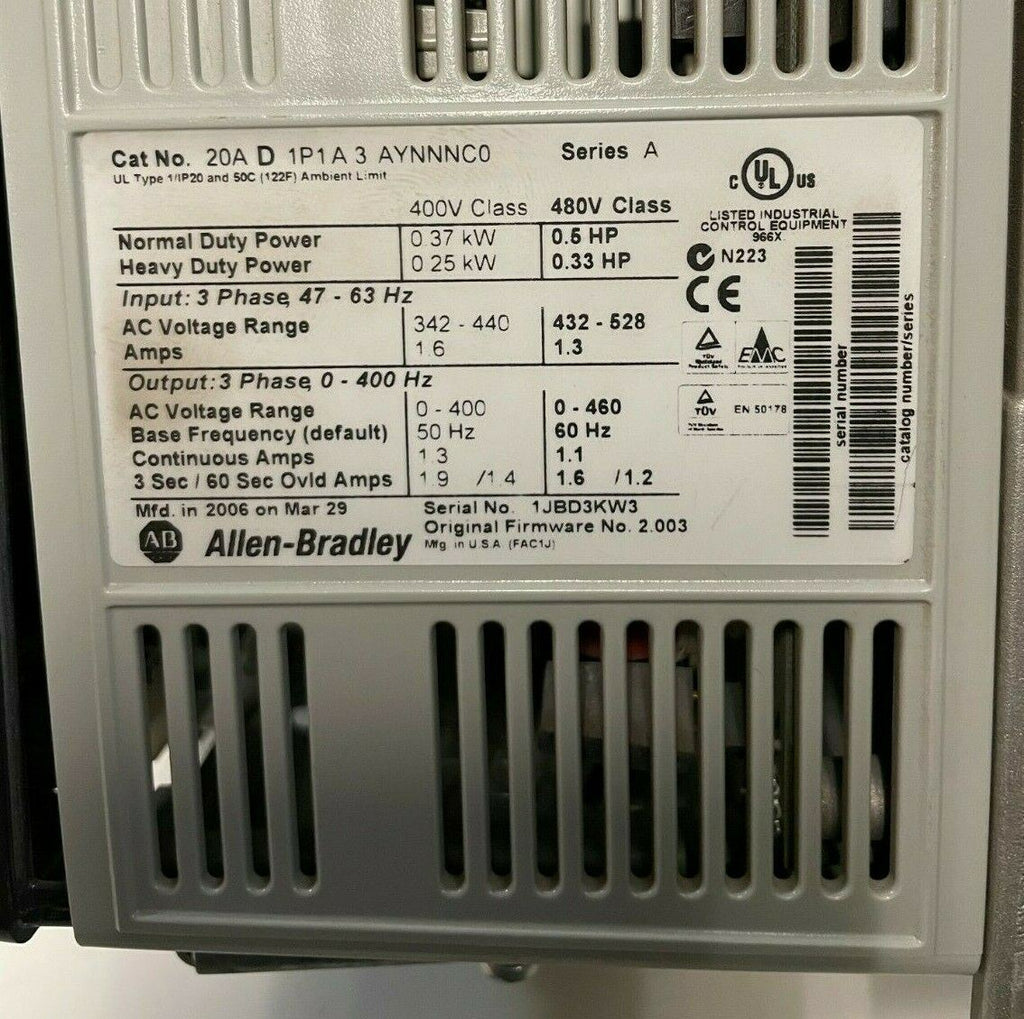 Cat No. 20A D 1P1A 3 AYNNNC0 Series A
UL Type 1/IP20 and 50C (122F) Ambient Limit
400V Class 480V Class
Normal Duty Power 0.37 kW 0.5 HP
Heavy Duty Power 0.25 kW 0.33 HP
Input: 3 Phase, 47 - 63 Hz
AC Voltage Range 342 - 440 432 - 528
Amps 1.6 1.3
Output: 3 Phase, 0 - 400 Hz
AC Voltage Range 0 - 400 0 - 460
Base Frequency (default) 50 Hz 60 Hz
Continuous Amps 1.3 1.1
3 Sec / 60 Sec Ovld Amps 1.9 /1.4 1.6 /1.2
Mfd. in 2006 on Mar 29 Serial No. 1JBD3KW3
Original Firmware No. 2.003
AB Allen-Bradley Mfg. in U.S.A. (FAC1J)
C UL US
LISTED INDUSTRIAL
CONTROL EQUIPMENT
966X
N223
CE
TÜV
EMC
TÜV EN 50178
serial number
catalog number/series